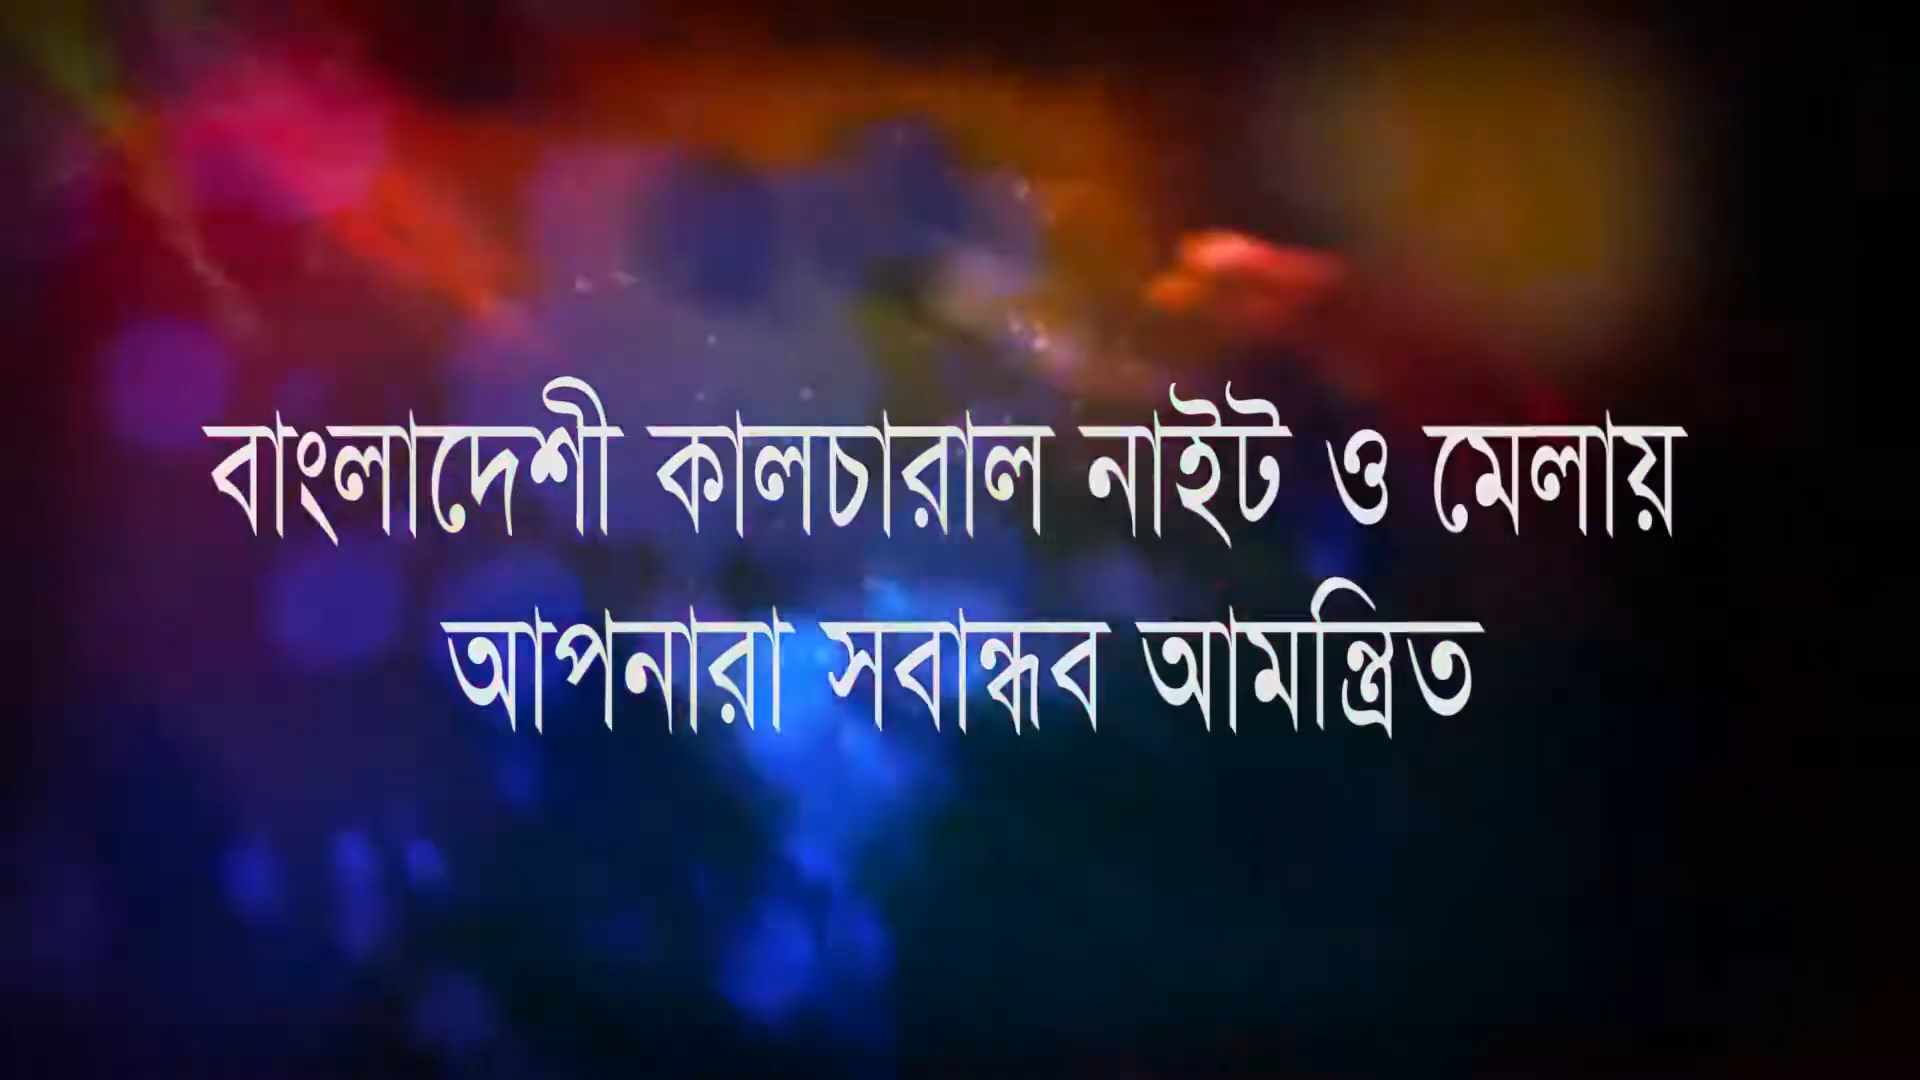 বাংলাদেশী কালচারাল নাইট ও মেলায়
আপনারা সবান্ধব আমন্ত্রিত